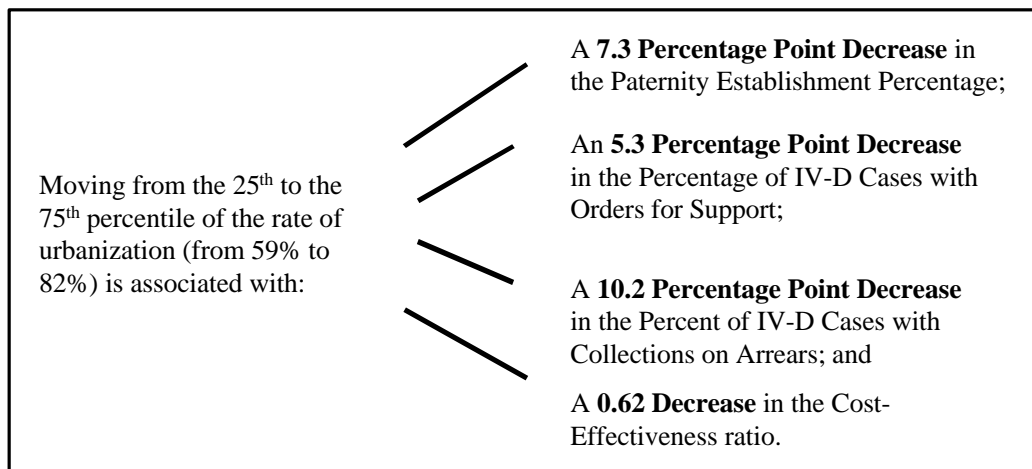 Moving from the 25th to the
75th percentile of the rate of
urbanization (from 59% to
82%) is associated with:
A 7.3 Percentage Point Decrease in
the Paternity Establishment Percentage;
An 5.3 Percentage Point Decrease
in the Percentage of IV-D Cases with
Orders for Support;
A 10.2 Percentage Point Decrease
in the Percent of IV-D Cases with
Collections on Arrears; and
A 0.62 Decrease in the Cost-
Effectiveness ratio.